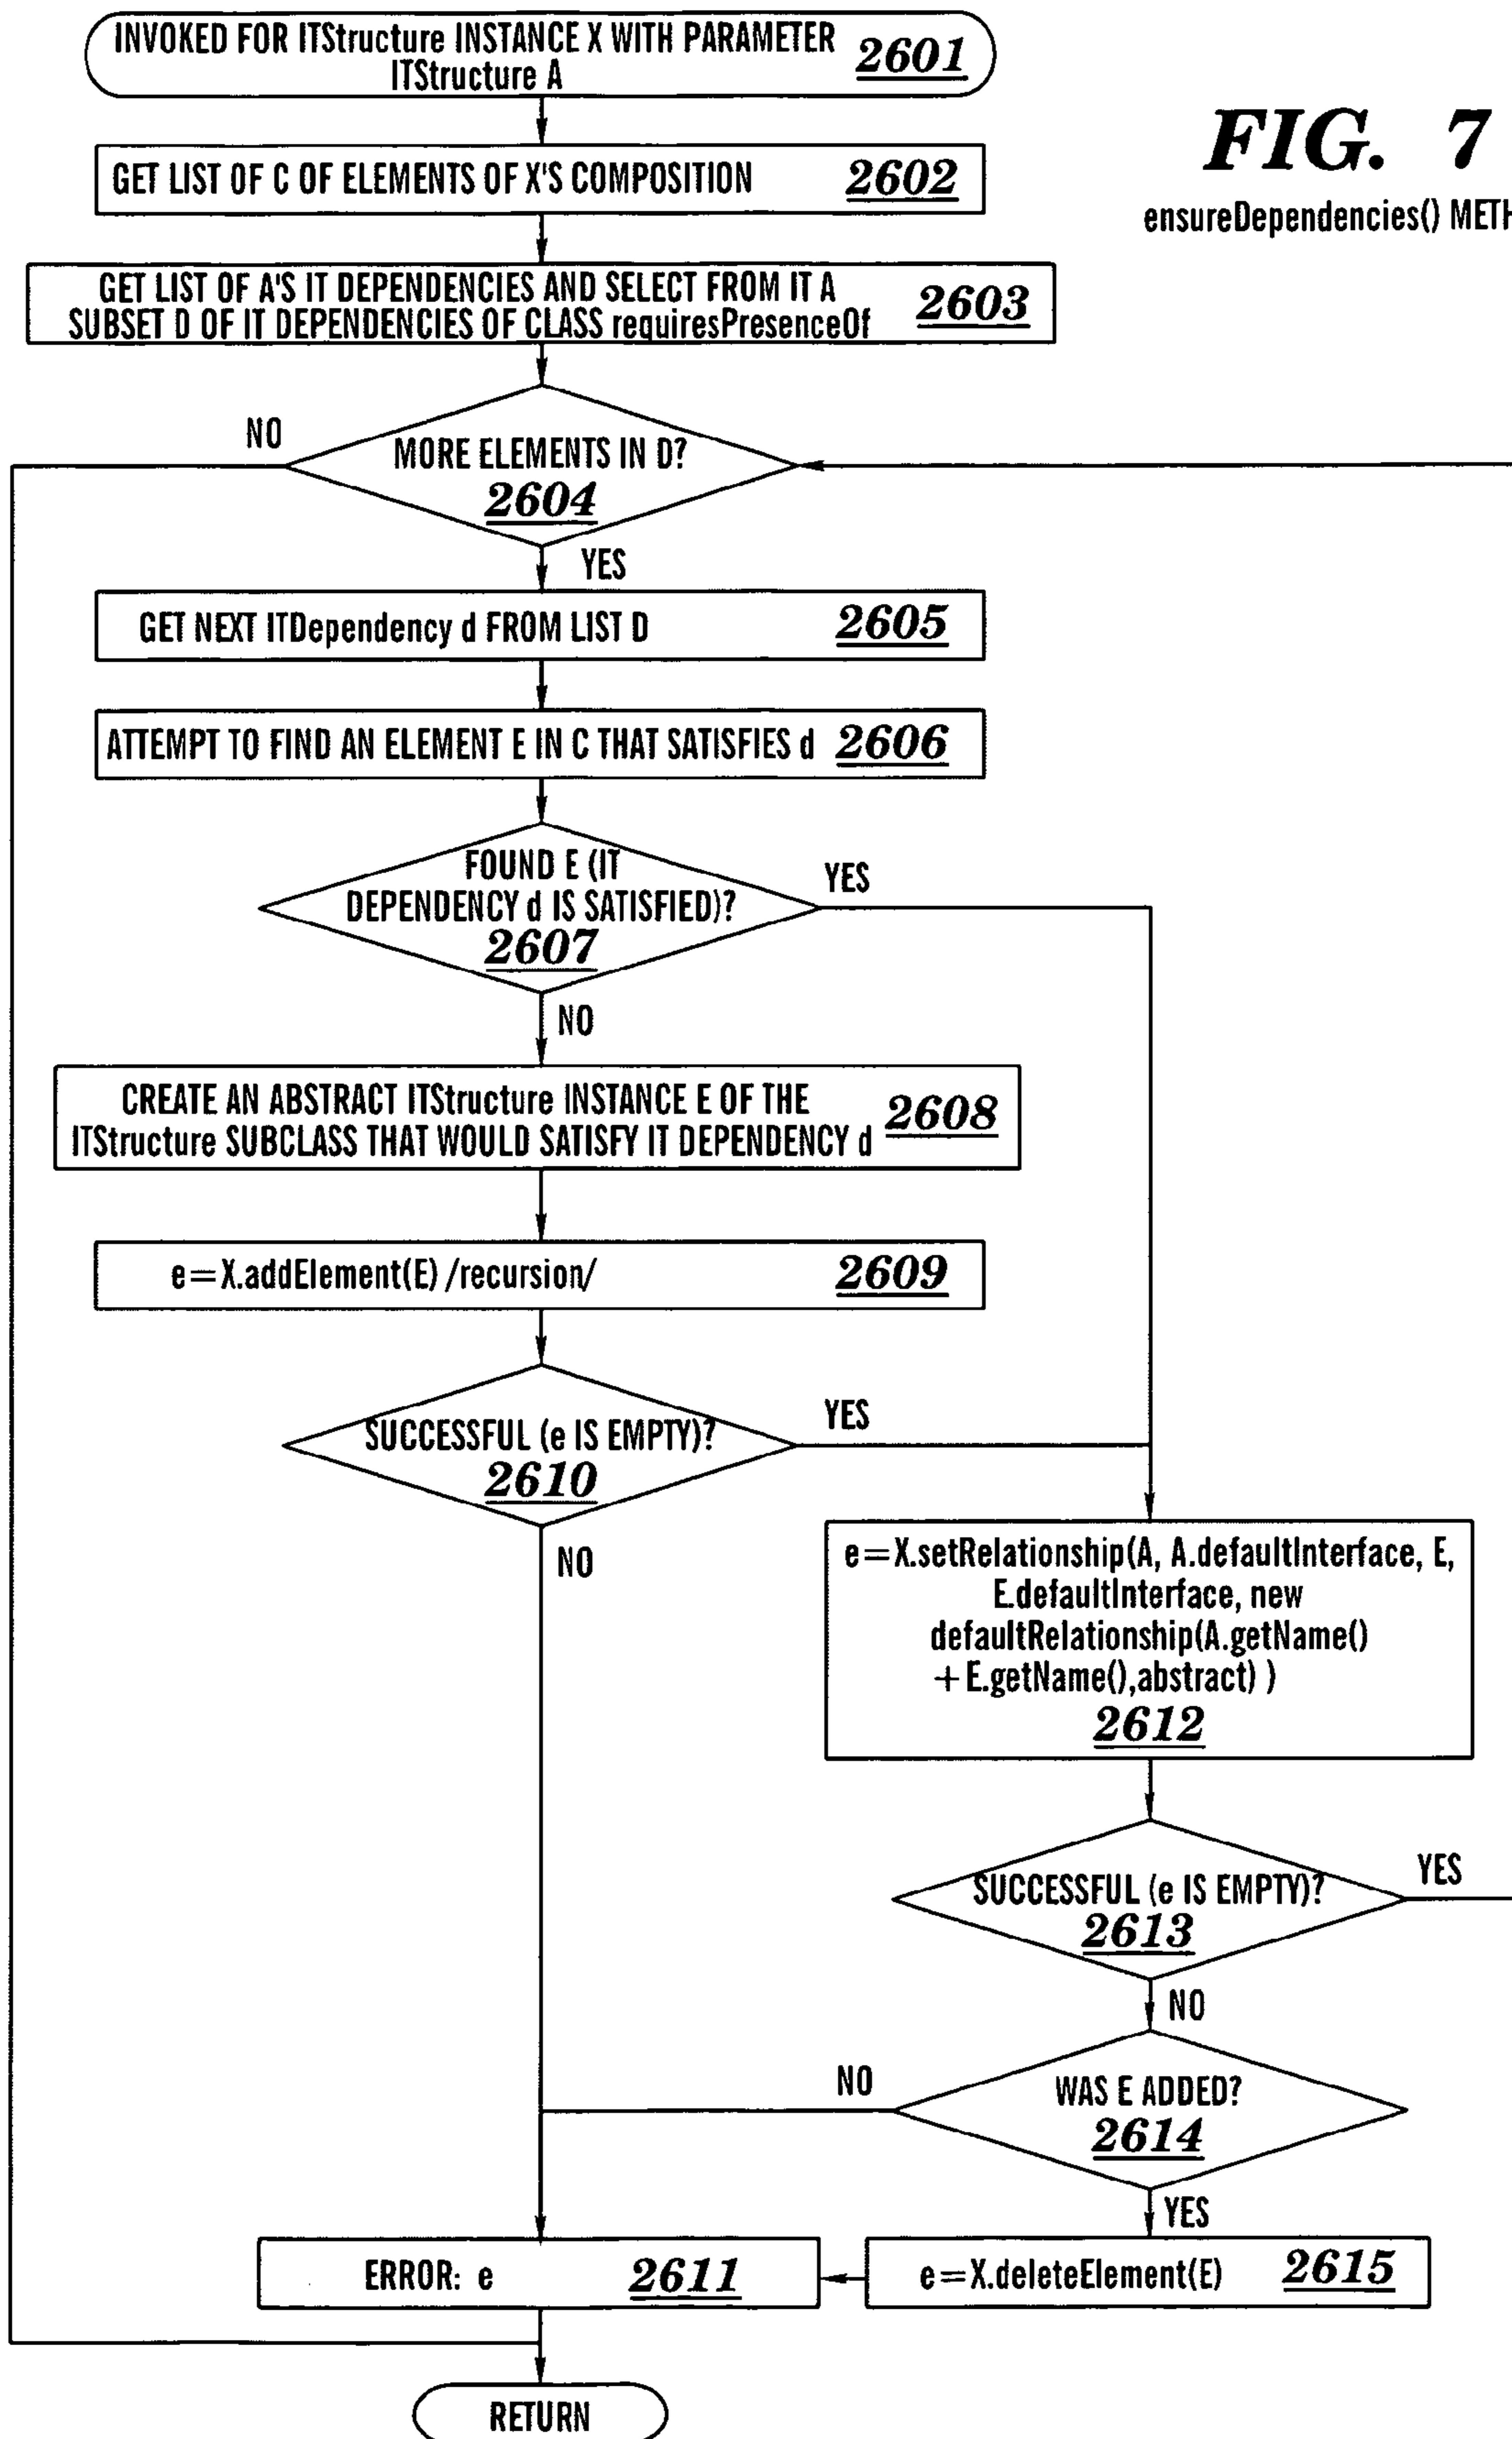 INVOKED FOR ITStructure INSTANCE X WITH PARAMETER
ITStructure A
2601
FIG. 7
ensureDependencies() METH
GET LIST OF C OF ELEMENTS OF X'S COMPOSITION 2602
GET LIST OF A'S IT DEPENDENCIES AND SELECT FROM IT A
SUBSET D OF IT DEPENDENCIES OF CLASS requiresPresenceOf
2603
NO
MORE ELEMENTS IN D?
2604
YES
GET NEXT ITDependency d FROM LIST D 2605
ATTEMPT TO FIND AN ELEMENT E IN C THAT SATISFIES d 2606
FOUND E (IT
DEPENDENCY d IS SATISFIED)?
2607
YES
NO
CREATE AN ABSTRACT ITStructure INSTANCE E OF THE
ITStructure SUBCLASS THAT WOULD SATISFY IT DEPENDENCY d
2608
e=X.addElement(E) /recursion/ 2609
SUCCESSFUL (e IS EMPTY)?
2610
YES
NO
e=X.setRelationship(A, A.defaultInterface, E,
E.defaultInterface, new
defaultRelationship(A.getName()
+E.getName(),abstract) )
2612
SUCCESSFUL (e IS EMPTY)?
2613
YES
NO
WAS E ADDED?
2614
NO
YES
ERROR: e 2611
e=X.deleteElement(E) 2615
RETURN